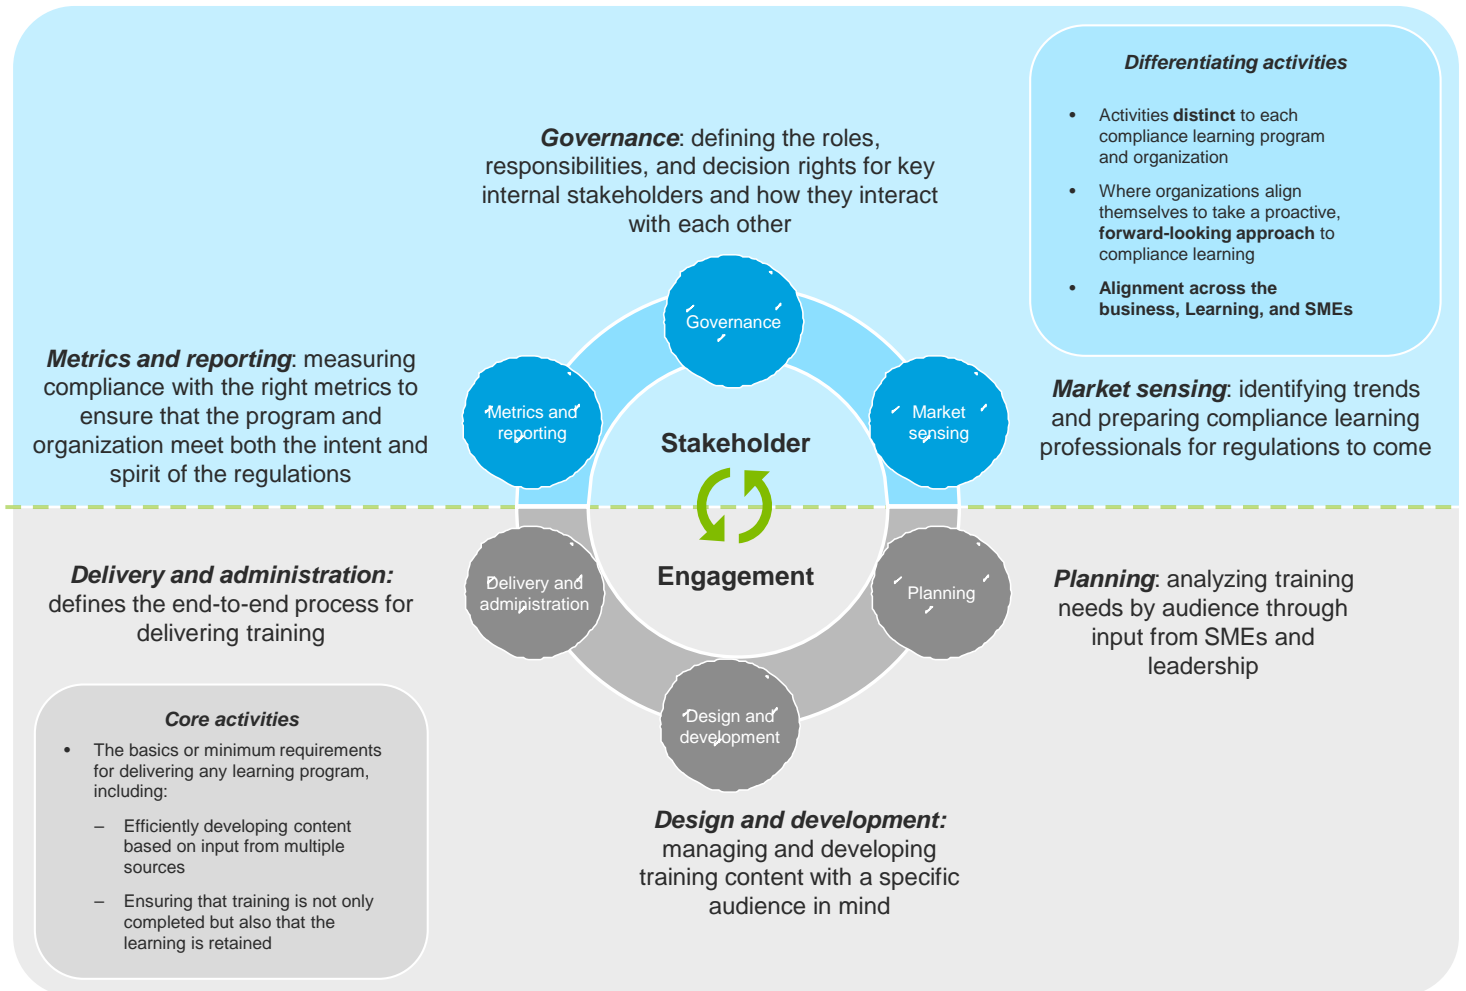 Differentiating activities
• Activities distinct to each
compliance learning program
and organization
• Where organizations align
themselves to take a proactive,
forward-looking approach to
compliance learning
• Alignment across the
business, Learning, and SMEs
Governance: defining the roles,
responsibilities, and decision rights for key
internal stakeholders and how they interact
with each other
Governance
Metrics and reporting: measuring
compliance with the right metrics to
ensure that the program and
organization meet both the intent and
spirit of the regulations
Metrics and
reporting
Market
sensing
Market sensing: identifying trends
and preparing compliance learning
professionals for regulations to come
Stakeholder
Engagement
Delivery and administration:
defines the end-to-end process for
delivering training
Delivery and
administration
Planning
Planning: analyzing training
needs by audience through
input from SMEs and
leadership
Design and
development
Core activities
• The basics or minimum requirements
for delivering any learning program,
including:
– Efficiently developing content
based on input from multiple
sources
– Ensuring that training is not only
completed but also that the
learning is retained
Design and development:
managing and developing
training content with a specific
audience in mind